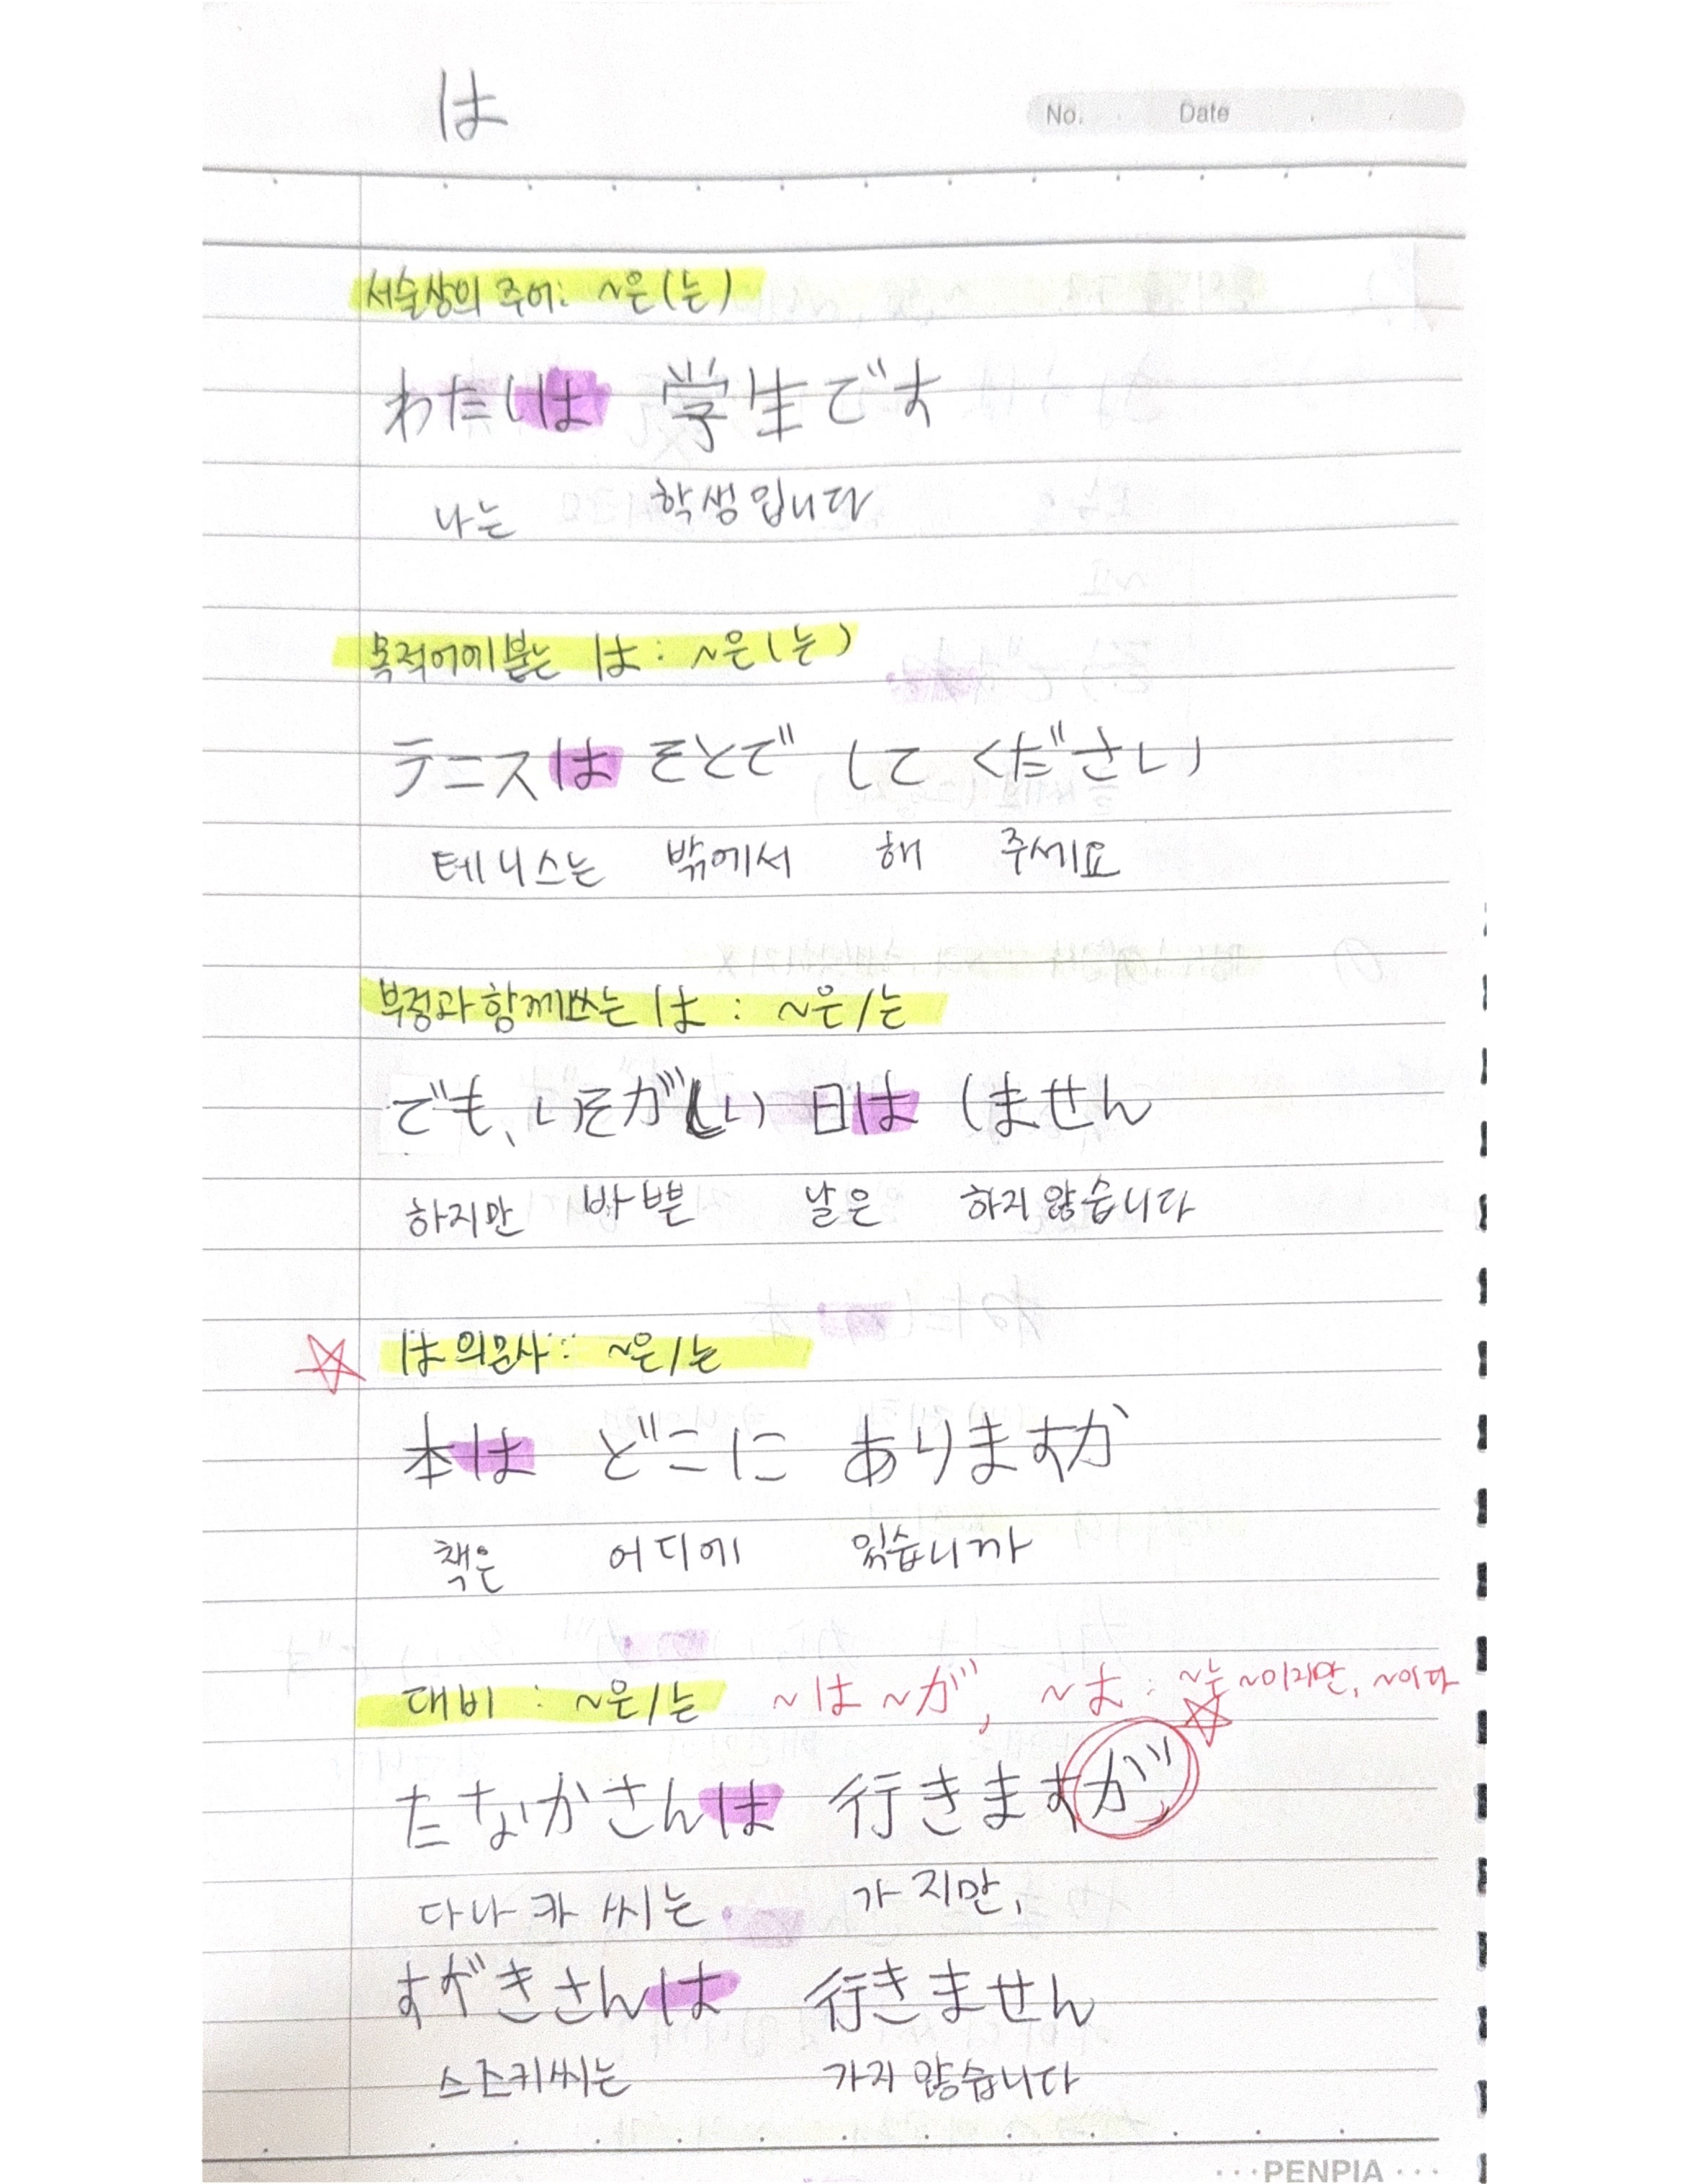 は
No. Date
서술상의 주어: ~은(는)
わたしは 学生です
나는 학생입니다
목적어에 붙는 は : ~은(는)
テニスは そとで して ください
테니스는 밖에서 해 주세요
부정과 함께쓰는 は : ~은/는
でも、いそがしい 日は しません
하지만 바쁜 날은 하지 않습니다
は 의문사 : ~은/는
本は どこに ありますか
책은 어디에 있습니까
대비 : ~은/는 ~は ~が, ~は : ~는 ~이지만, ~이다
たなかさんは 行きますが、
다나카 씨는 가지만,
すがきさんは 行きません
스즈키씨는 가지 않습니다
PENPIA